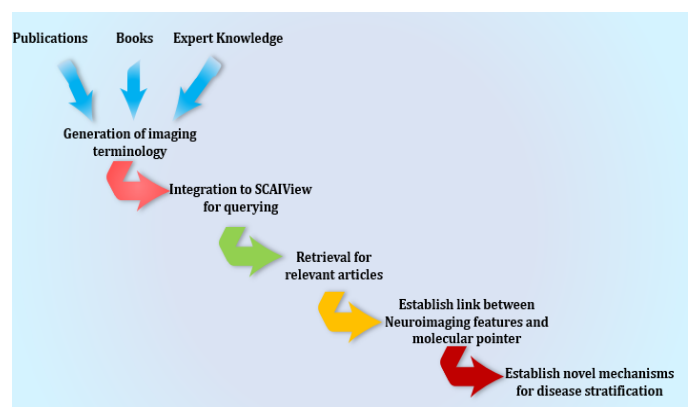 Publications Books Expert Knowledge
Generation of imaging
terminology
Integration to SCAIView
for querying
Retrieval for
relevant articles
Establish link between
Neuroimaging features and
molecular pointer
Establish novel mechanisms
for disease stratification